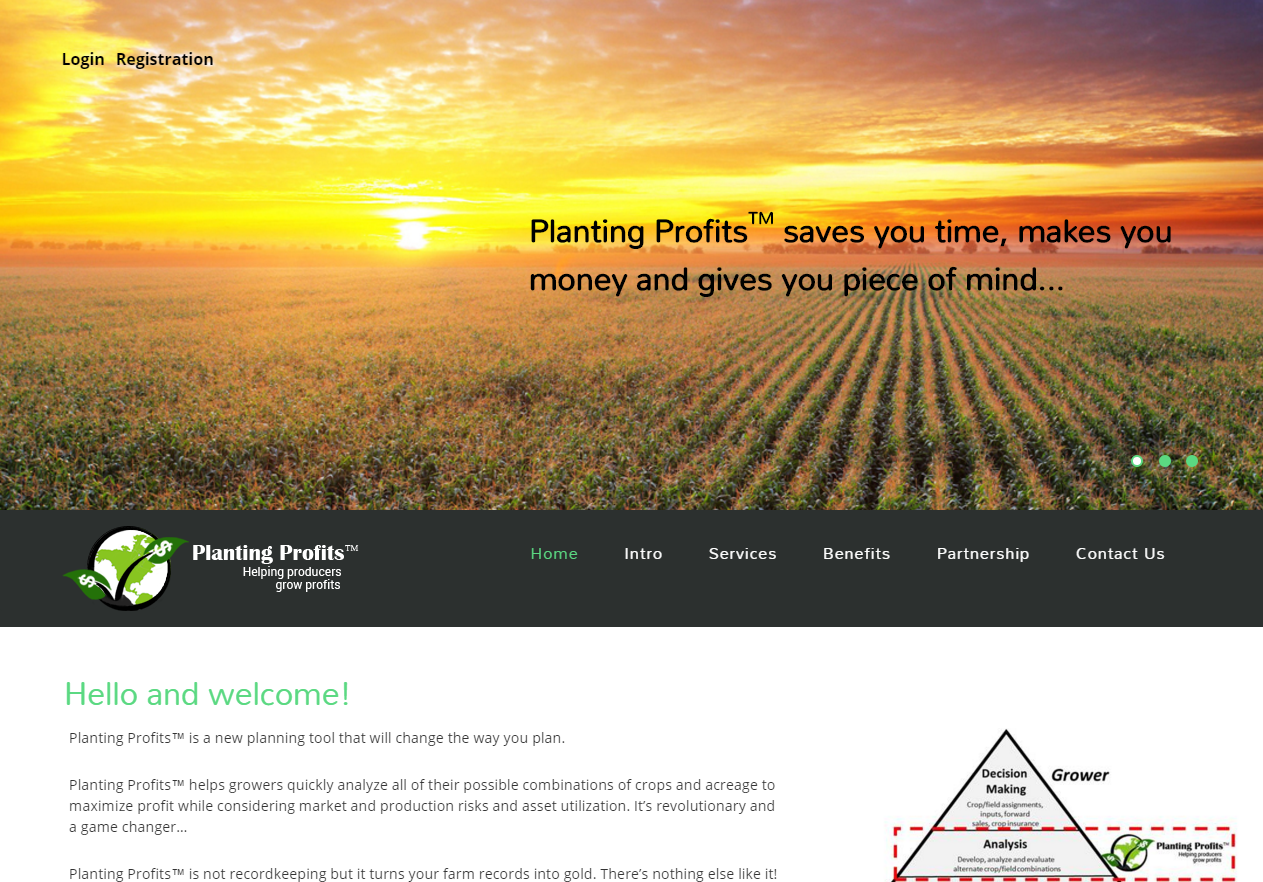 Login Registration
Planting Profits™ saves you time, makes you
money and gives you piece of mind...
Planting Profits™
Helping producers
grow profits
Home Intro Services Benefits Partnership Contact Us
Hello and welcome!
Planting Profits™ is a new planning tool that will change the way you plan.
Planting Profits™ helps growers quickly analyze all of their possible combinations of crops and acreage to
maximize profit while considering market and production risks and asset utilization. It's revolutionary and
a game changer...
Planting Profits™ is not recordkeeping but it turns your farm records into gold. There's nothing else like it!
Decision
Making
Grower
Crop/field assignments,
inputs, forward
sales, crop insurance
Analysis
Develop, analyze and evaluate
alternate crop/field combinations
Planting Profits™
Helping producers
grow profits